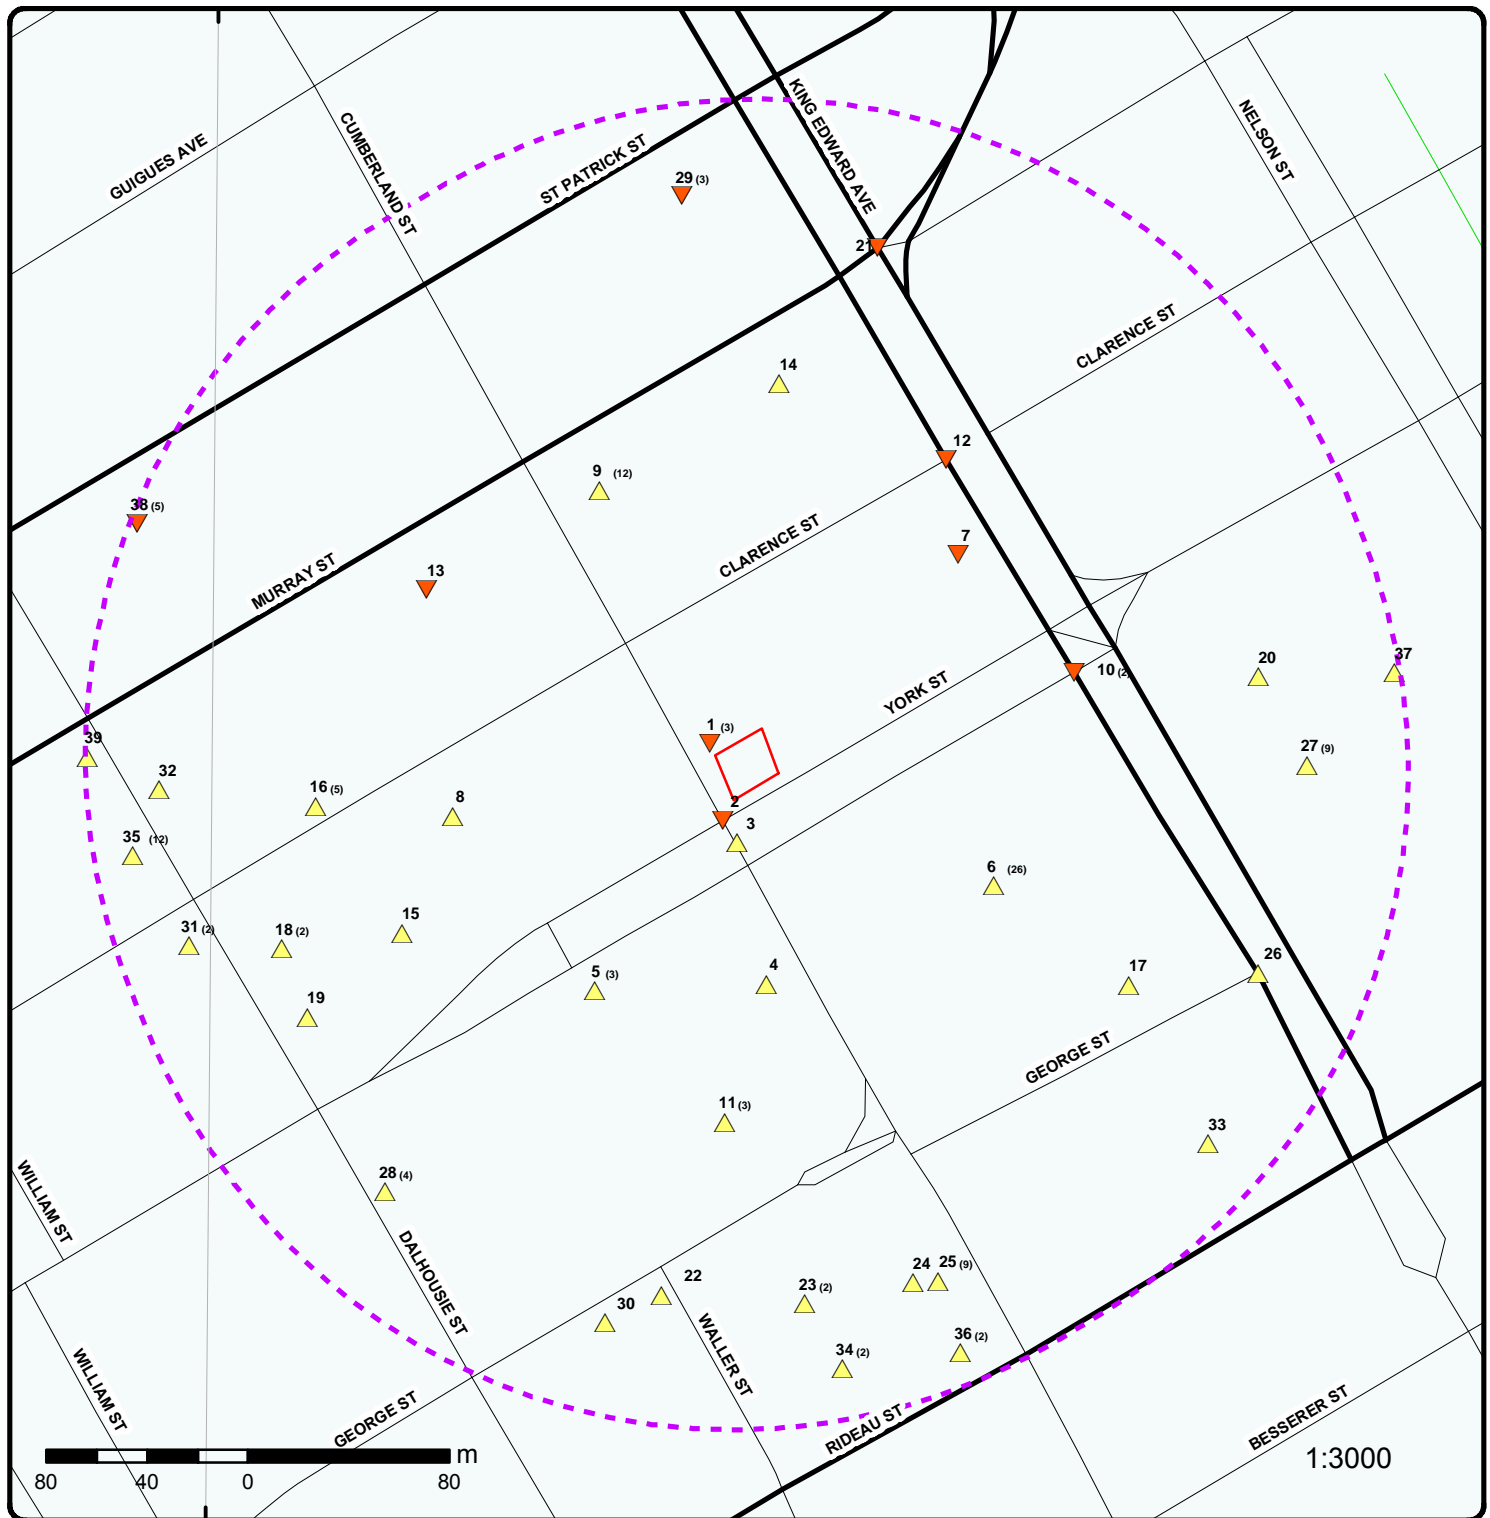 KING EDWARD AVE
NELSON ST
CUMBERLAND ST
GUIGUES AVE
ST PATRICK ST
29 (3)
21
CLARENCE ST
14
12
9 (12)
38 (5)
CLARENCE ST
7
MURRAY ST
13
20
37
10 (2)
YORK ST
1 (3)
39
27 (9)
32
16 (5)
8
2
3
35 (12)
6 (26)
31 (2)
18 (2)
15
26
5 (3)
4
17
19
GEORGE ST
11 (3)
33
28 (4)
WILLIAM ST
DALHOUSIE ST
24
25 (9)
22
23 (2)
30
WALLER ST
36 (2)
34 (2)
WILLIAM ST
GEORGE ST
RIDEAU ST
BESSERER ST
m
1:3000
80 40 0 80